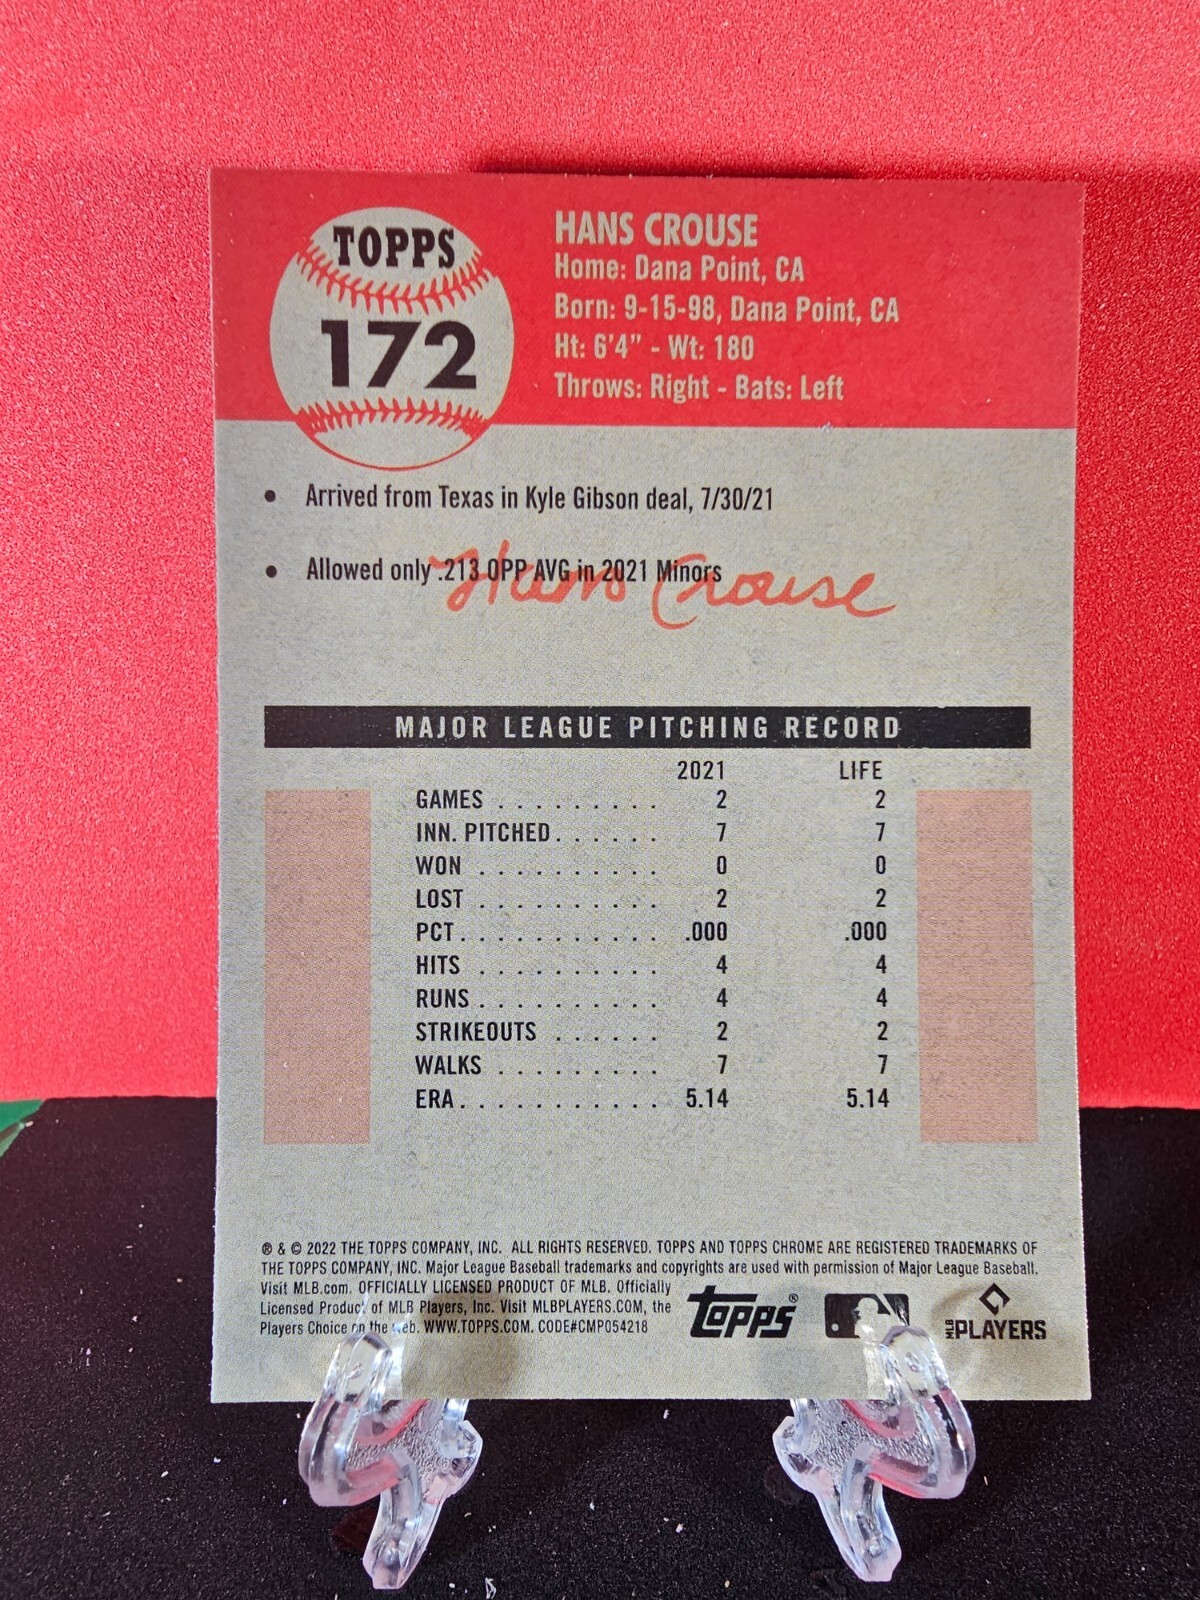 TOPPS
172
HANS CROUSE
Home: Dana Point, CA
Born: 9-15-98, Dana Point, CA
Ht: 6'4" - Wt: 180
Throws: Right - Bats: Left
• Arrived from Texas in Kyle Gibson deal, 7/30/21
• Allowed only .213 OPP AVG in 2021 Minors
Hans Crouse
MAJOR LEAGUE PITCHING RECORD
2021 LIFE
GAMES . . . . . . . . . 2 2
INN. PITCHED. . . . . . 7 7
WON . . . . . . . . . . 0 0
LOST . . . . . . . . . . 2 2
PCT. . . . . . . . . . . .000 .000
HITS . . . . . . . . . . 4 4
RUNS . . . . . . . . . . 4 4
STRIKEOUTS . . . . . . 2 2
WALKS . . . . . . . . . 7 7
ERA. . . . . . . . . . . 5.14 5.14
® & © 2022 THE TOPPS COMPANY, INC. ALL RIGHTS RESERVED. TOPPS AND TOPPS CHROME ARE REGISTERED TRADEMARKS OF
THE TOPPS COMPANY, INC. Major League Baseball trademarks and copyrights are used with permission of Major League Baseball.
Visit MLB.com. OFFICIALLY LICENSED PRODUCT OF MLB. Officially
Licensed Product of MLB Players, Inc. Visit MLBPLAYERS.COM, the
Players Choice on the web. WWW.TOPPS.COM. CODE#CMP054218
topps®
MLB PLAYERS